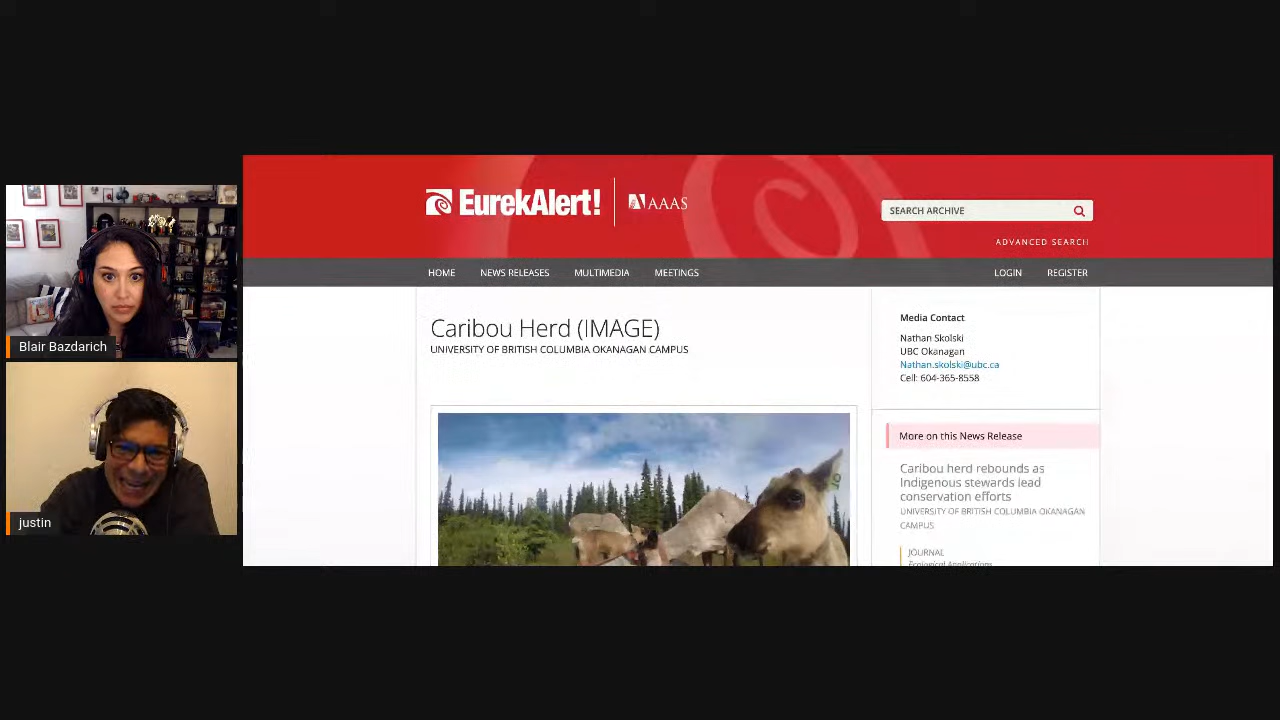 EurekAlert!
AAAS
SEARCH ARCHIVE
ADVANCED SEARCH
HOME NEWS RELEASES MULTIMEDIA MEETINGS LOGIN REGISTER
Caribou Herd (IMAGE)
UNIVERSITY OF BRITISH COLUMBIA OKANAGAN CAMPUS
Media Contact
Nathan Skolski
UBC Okanagan
Nathan.skolski@ubc.ca
Cell: 604-365-8558
More on this News Release
Caribou herd rebounds as
Indigenous stewards lead
conservation efforts
UNIVERSITY OF BRITISH COLUMBIA OKANAGAN
CAMPUS
JOURNAL
Ecological Applications
Blair Bazdarich
justin